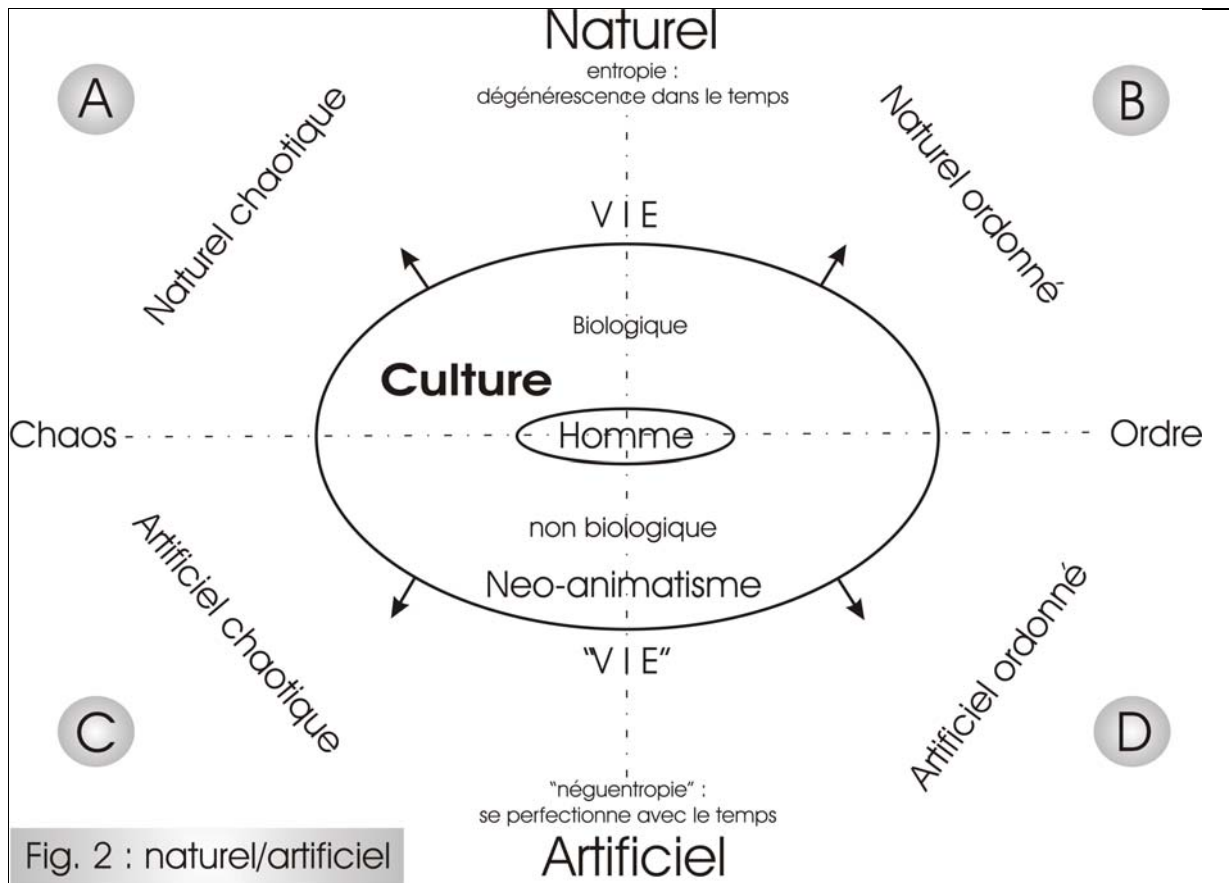 Naturel
entropie :
dégénérescence dans le temps
A
B
Naturel chaotique
Naturel ordonné
V I E
Biologique
Culture
Chaos
Homme
Ordre
non biologique
Neo-animatisme
Artificiel chaotique
Artificiel ordonné
"V I E"
C
D
"néguentropie" :
se perfectionne avec le temps
Artificiel
Fig. 2 : naturel/artificiel